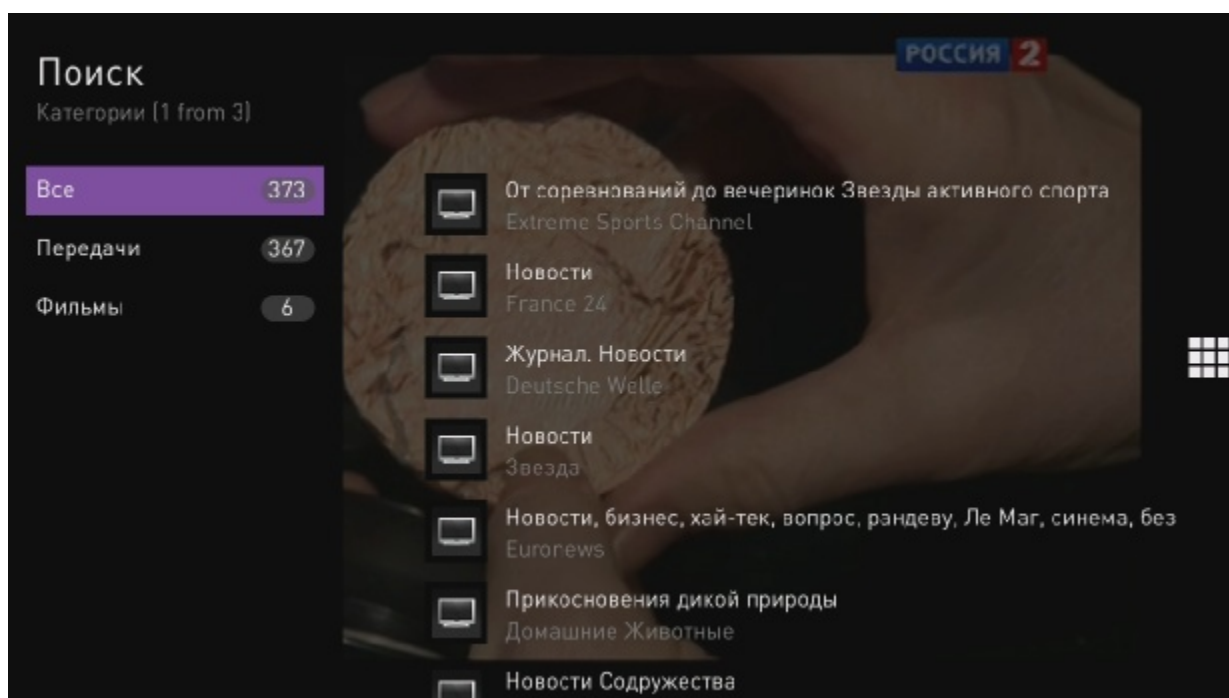 РОССИЯ 2
Поиск
Категории (1 from 3)
Все 373
Передачи 367
Фильмы 6
От соревнований до вечеринок Звезды активного спорта
Extreme Sports Channel
Новости
France 24
Журнал. Новости
Deutsche Welle
Новости
Звезда
Новости, бизнес, хай-тек, вопрос, рандеву, Ле Маг, синема, без
Euronews
Прикосновения дикой природы
Домашние Животные
Новости Содружества